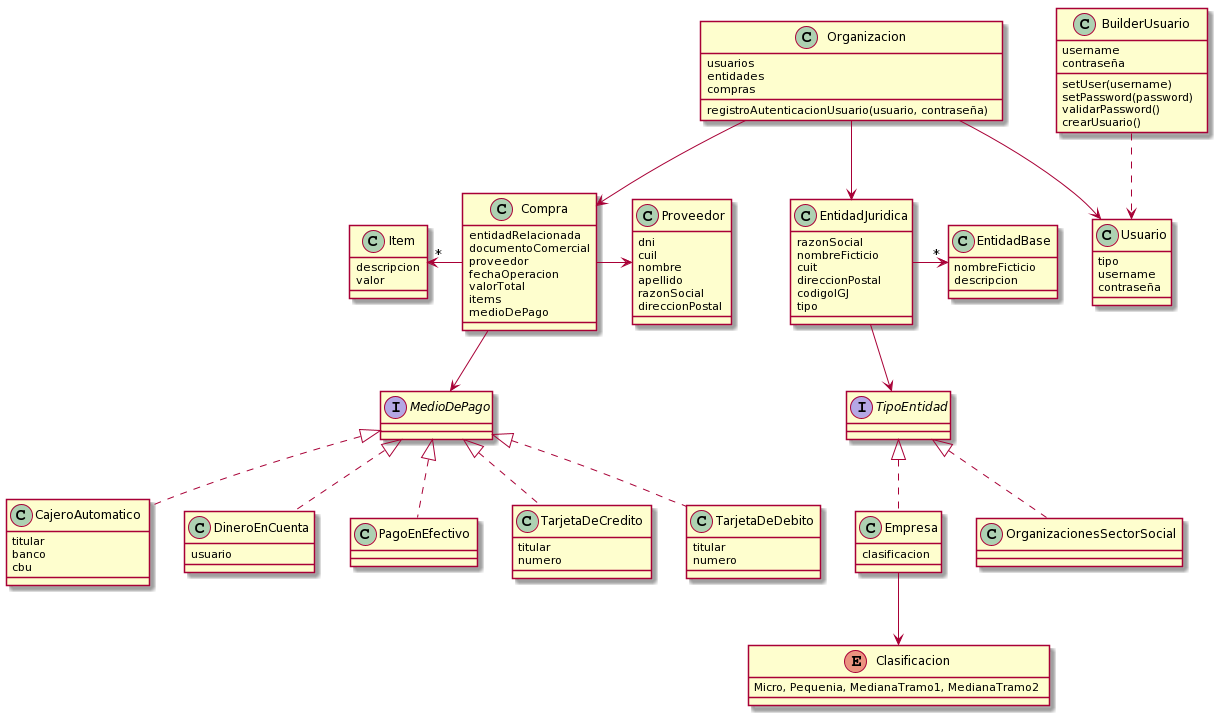 C Organizacion
usuarios
entidades
compras
registroAutenticacionUsuario(usuario, contraseña)
C BuilderUsuario
username
contraseña
setUser(username)
setPassword(password)
validarPassword()
crearUsuario()
C Item
descripcion
valor
*
C Compra
entidadRelacionada
documentoComercial
proveedor
fechaOperacion
valorTotal
items
medioDePago
C Proveedor
dni
cuil
nombre
apellido
razonSocial
direccionPostal
C EntidadJuridica
razonSocial
nombreFicticio
cuit
direccionPostal
codigoIGJ
tipo
*
C EntidadBase
nombreFicticio
descripcion
C Usuario
tipo
username
contraseña
I MedioDePago
I TipoEntidad
C CajeroAutomatico
titular
banco
cbu
C DineroEnCuenta
usuario
C PagoEnEfectivo
C TarjetaDeCredito
titular
numero
C TarjetaDeDebito
titular
numero
C Empresa
clasificacion
C OrganizacionesSectorSocial
E Clasificacion
Micro, Pequenia, MedianaTramo1, MedianaTramo2